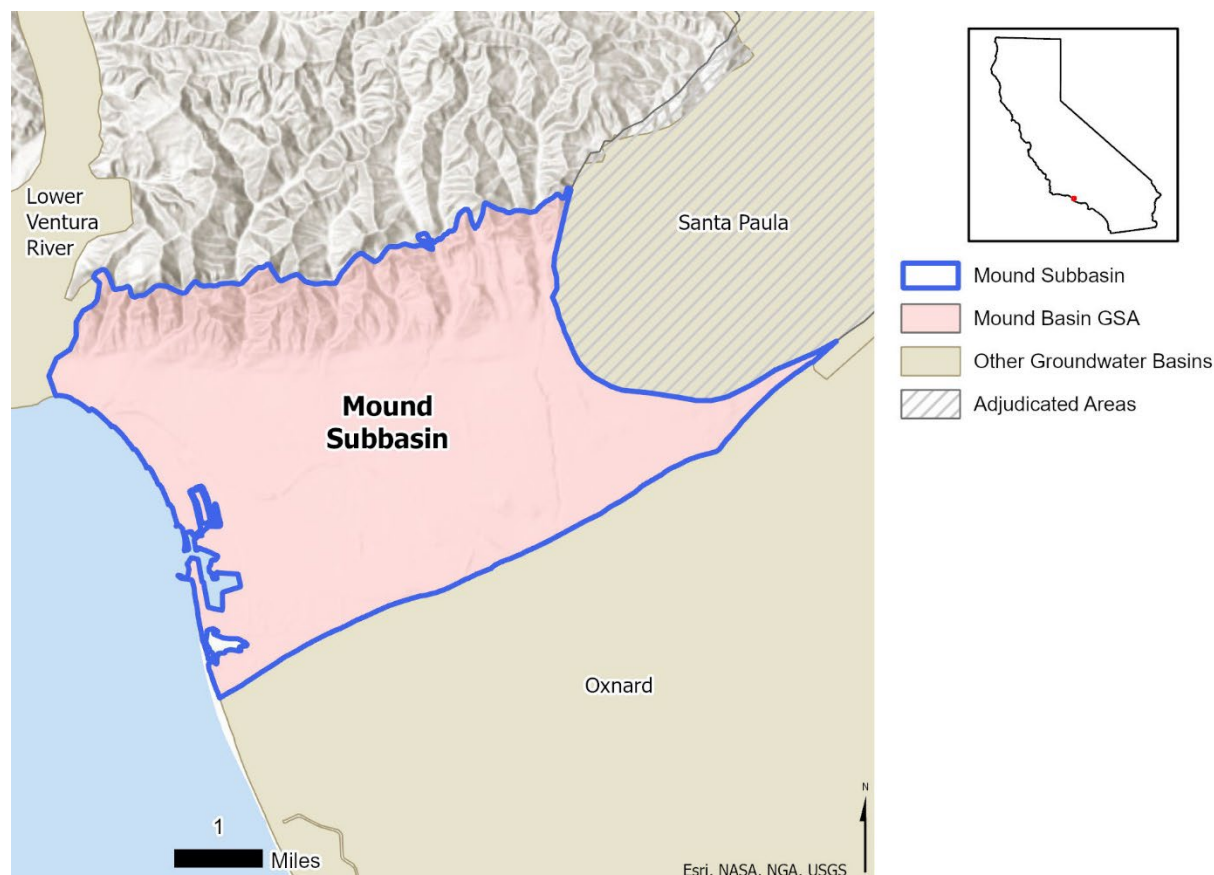 Lower
Ventura
River
Santa Paula
Mound
Subbasin
Oxnard
1
Miles
N
Esri, NASA, NGA, USGS
Mound Subbasin
Mound Basin GSA
Other Groundwater Basins
Adjudicated Areas